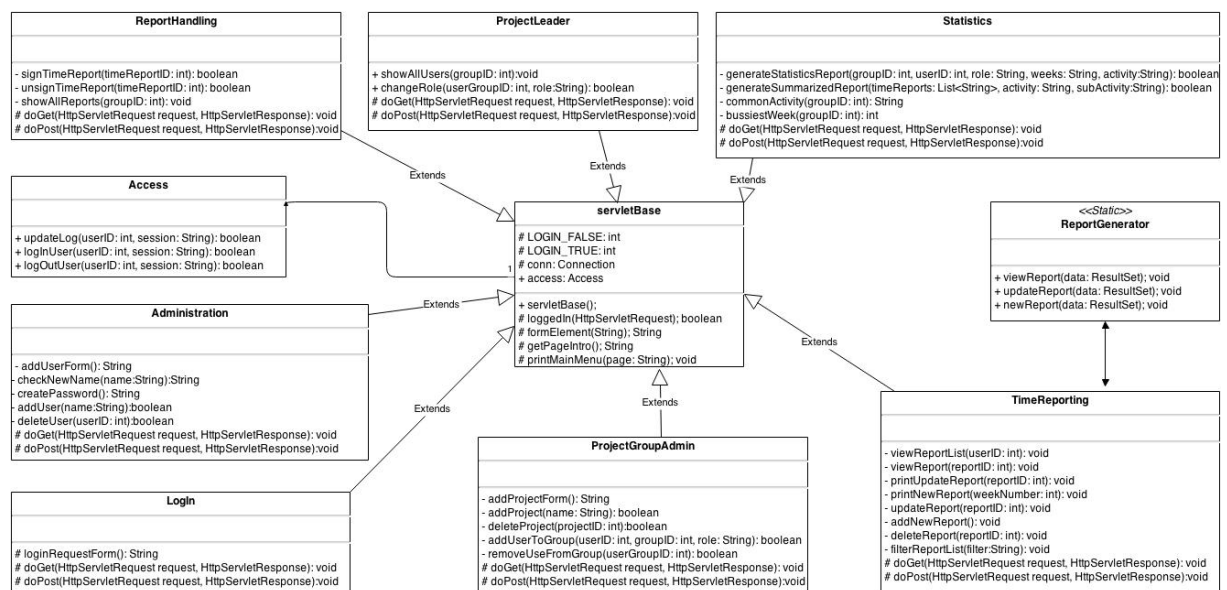 ReportHandling
- signTimeReport(timeReportID: int): boolean
- unsignTimeReport(timeReportID: int): boolean
- showAllReports(groupID: int): void
# doGet(HttpServletRequest request, HttpServletResponse): void
# doPost(HttpServletRequest request, HttpServletResponse):void
ProjectLeader
+ showAllUsers(groupID: int):void
+ changeRole(userGroupID: int, role:String): boolean
# doGet(HttpServletRequest request, HttpServletResponse): void
# doPost(HttpServletRequest request, HttpServletResponse):void
Statistics
- generateStatisticsReport(groupID: int, userID: int, role: String, weeks: String, activity:String): boolean
- generateSummarizedReport(timeReports: List<String>, activity: String, subActivity:String): boolean
- commonActivity(groupID: int): String
- bussiestWeek(groupID: int): int
# doGet(HttpServletRequest request, HttpServletResponse): void
# doPost(HttpServletRequest request, HttpServletResponse):void
Extends
Extends
Extends
Access
+ updateLog(userID: int, session: String): boolean
+ logInUser(userID: int, session: String): boolean
+ logOutUser(userID: int, session: String): boolean
servletBase
# LOGIN_FALSE: int
# LOGIN_TRUE: int
# conn: Connection
+ access: Access
1
+ servletBase();
# loggedIn(HttpServletRequest); boolean
# formElement(String); String
# getPageIntro(); String
# printMainMenu(page: String); void
<<Static>>
ReportGenerator
+ viewReport(data: ResultSet); void
+ updateReport(data: ResultSet); void
+ newReport(data: ResultSet); void
Extends
Administration
- addUserForm(): String
- checkNewName(name:String):String
- createPassword(): String
- addUser(name:String):boolean
- deleteUser(userID: int):boolean
# doGet(HttpServletRequest request, HttpServletResponse): void
# doPost(HttpServletRequest request, HttpServletResponse):void
Extends
Extends
Extends
LogIn
# loginRequestForm(): String
# doGet(HttpServletRequest request, HttpServletResponse): void
# doPost(HttpServletRequest request, HttpServletResponse):void
ProjectGroupAdmin
- addProjectForm(): String
- addProject(name: String): boolean
- deleteProject(projectID: int):boolean
- addUserToGroup(userID: int, groupID: int, role: String): boolean
- removeUseFromGroup(userGroupID: int): boolean
# doGet(HttpServletRequest request, HttpServletResponse): void
# doPost(HttpServletRequest request, HttpServletResponse):void
TimeReporting
- viewReportList(userID: int): void
- viewReport(reportID: int): void
- printUpdateReport(reportID: int): void
- printNewReport(weekNumber: int): void
- updateReport(reportID: int): void
- addNewReport(): void
- deleteReport(reportID: int): void
- filterReportList(filter:String): void
# doGet(HttpServletRequest request, HttpServletResponse): void
# doPost(HttpServletRequest request, HttpServletResponse):void